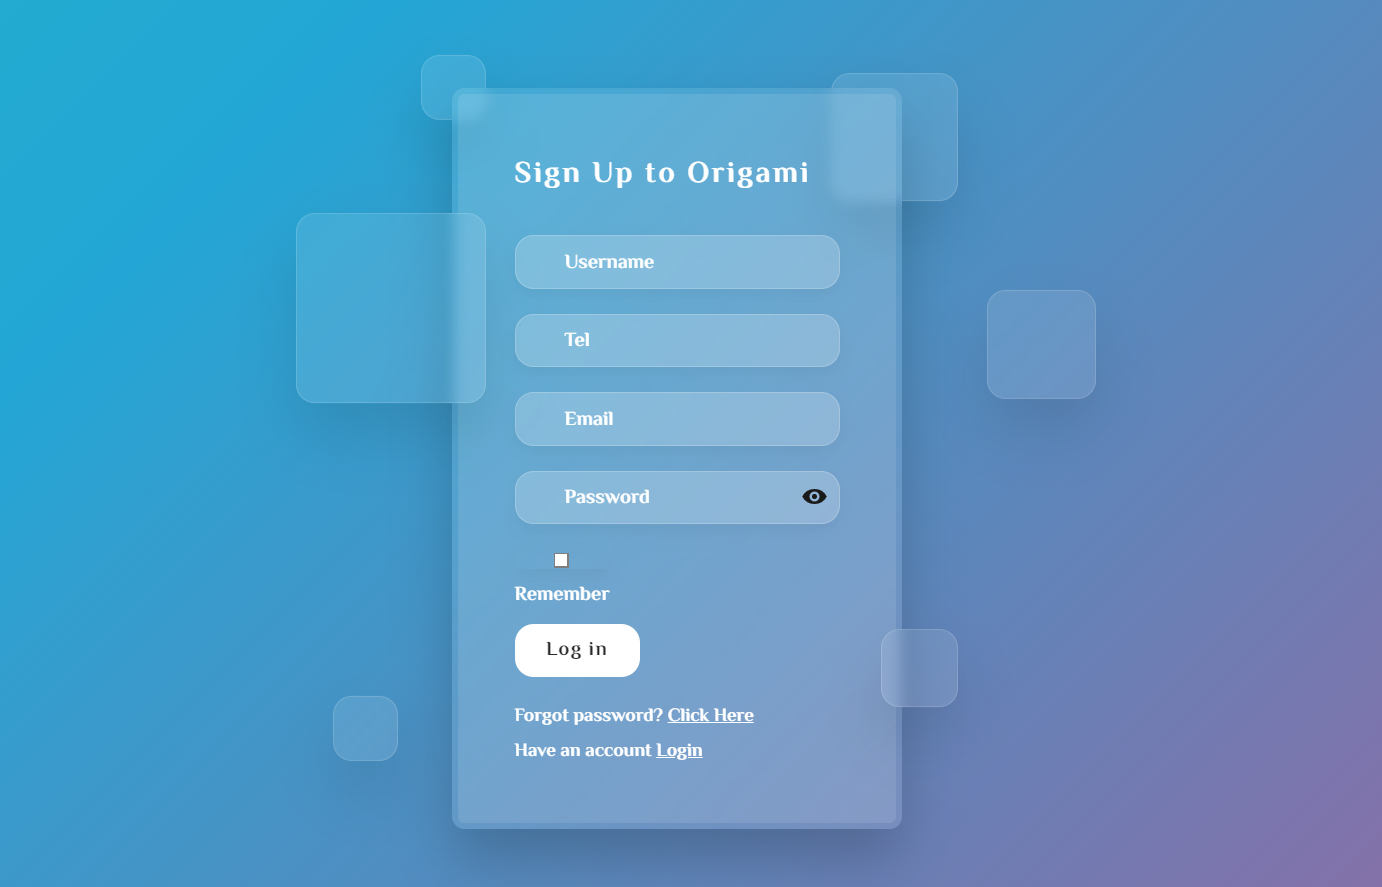 Sign Up to Origami
Username
Tel
Email
Password
Remember
Log in
Forgot password? Click Here
Have an account Login